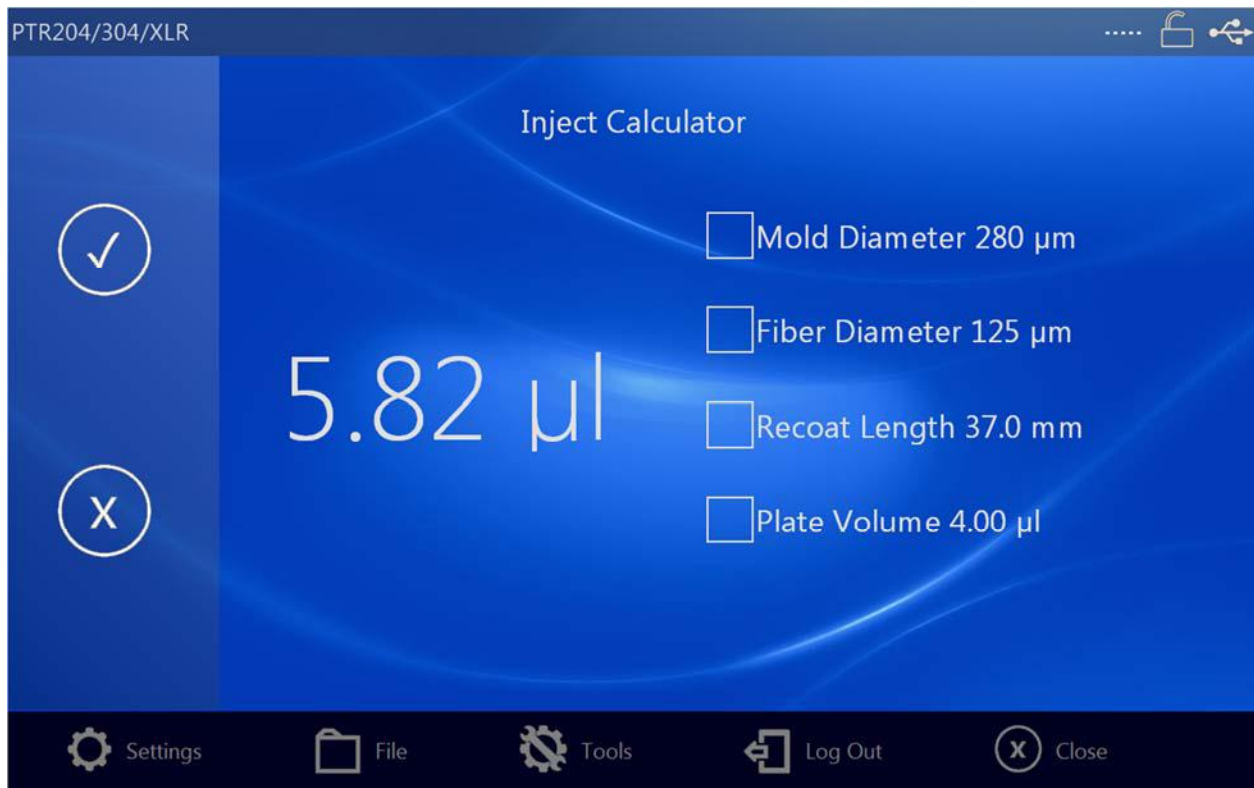 PTR204/304/XLR
Inject Calculator
Mold Diameter 280 µm
Fiber Diameter 125 µm
5.82 µl
Recoat Length 37.0 mm
Plate Volume 4.00 µl
X
Settings
File
Tools
Log Out
X
Close